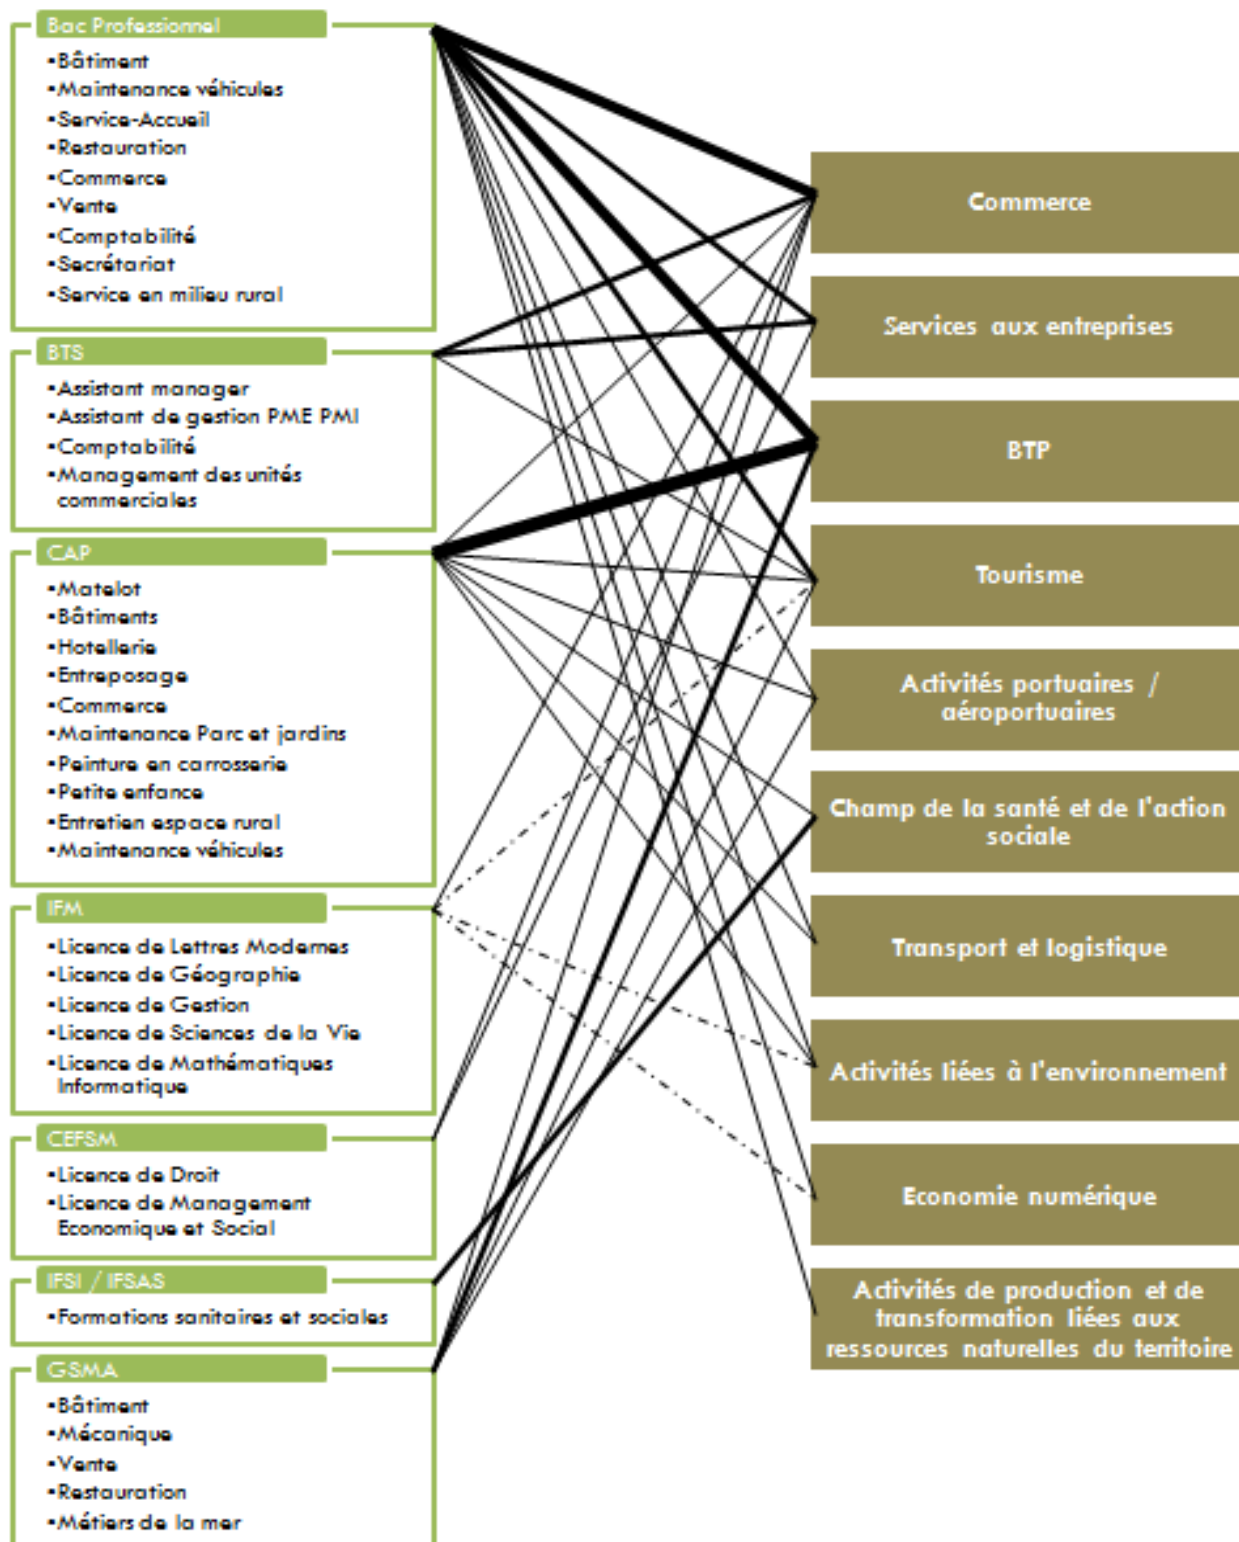 Bac Professionnel
▪Bâtiment
▪Maintenance véhicules
▪Service-Accueil
▪Restauration
▪Commerce
▪Vente
▪Comptabilité
▪Secrétariat
▪Service en milieu rural
BTS
▪Assistant manager
▪Assistant de gestion PME PMI
▪Comptabilité
▪Management des unités
commerciales
CAP
▪Matelot
▪Bâtiments
▪Hotellerie
▪Entreposage
▪Commerce
▪Maintenance Parc et jardins
▪Peinture en carrosserie
▪Petite enfance
▪Entretien espace rural
▪Maintenance véhicules
IFM
▪Licence de Lettres Modernes
▪Licence de Géographie
▪Licence de Gestion
▪Licence de Sciences de la Vie
▪Licence de Mathématiques
Informatique
CEFSM
▪Licence de Droit
▪Licence de Management
Economique et Social
IFSI / IFSAS
▪Formations sanitaires et sociales
GSMA
▪Bâtiment
▪Mécanique
▪Vente
▪Restauration
▪Métiers de la mer
Commerce
Services aux entreprises
BTP
Tourisme
Activités portuaires /
aéroportuaires
Champ de la santé et de l'action
sociale
Transport et logistique
Activités liées à l'environnement
Economie numérique
Activités de production et de
transformation liées aux
ressources naturelles du territoire